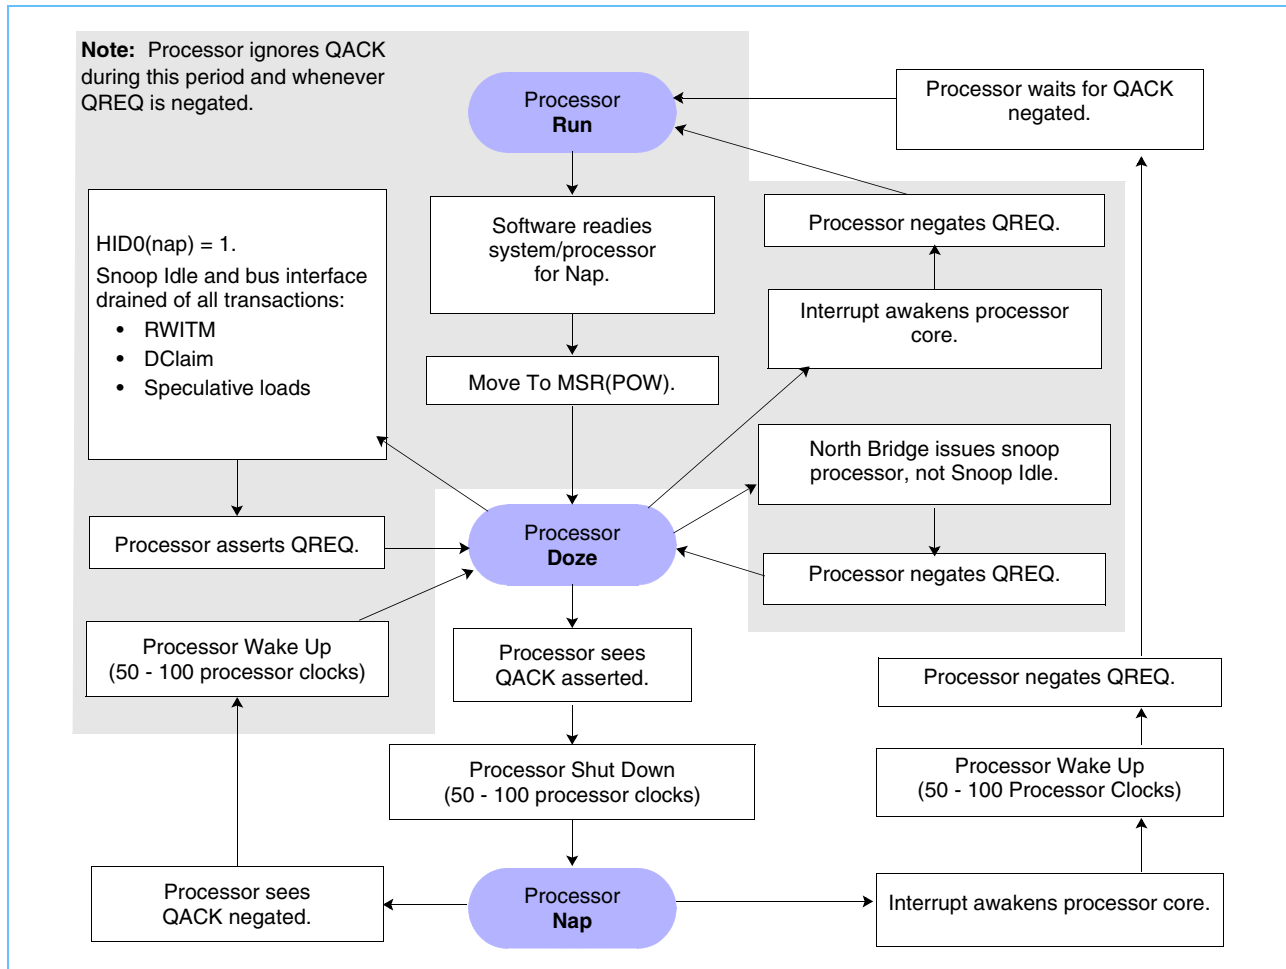 Note: Processor ignores QACK
during this period and whenever
QREQ is negated.
Processor
Run
Processor waits for QACK
negated.
HID0(nap) = 1.
Snoop Idle and bus interface
drained of all transactions:
• RWITM
• DClaim
• Speculative loads
Software readies
system/processor
for Nap.
Processor negates QREQ.
Interrupt awakens processor
core.
Move To MSR(POW).
North Bridge issues snoop
processor, not Snoop Idle.
Processor asserts QREQ.
Processor
Doze
Processor negates QREQ.
Processor Wake Up
(50 - 100 processor clocks)
Processor sees
QACK asserted.
Processor negates QREQ.
Processor Shut Down
(50 - 100 processor clocks)
Processor Wake Up
(50 - 100 Processor Clocks)
Processor sees
QACK negated.
Processor
Nap
Interrupt awakens processor core.